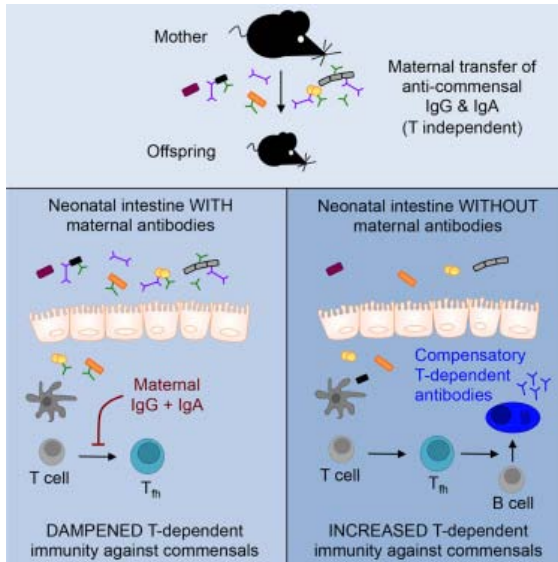 Mother
Maternal transfer of
anti-commensal
IgG & IgA
(T independent)
Offspring
Neonatal intestine WITH
maternal antibodies
Maternal
IgG + IgA
T cell
Tfh
DAMPENED T-dependent
immunity against commensals
Neonatal intestine WITHOUT
maternal antibodies
Compensatory
T-dependent
antibodies
B
T cell
Tfh
B cell
INCREASED T-dependent
immunity against commensals